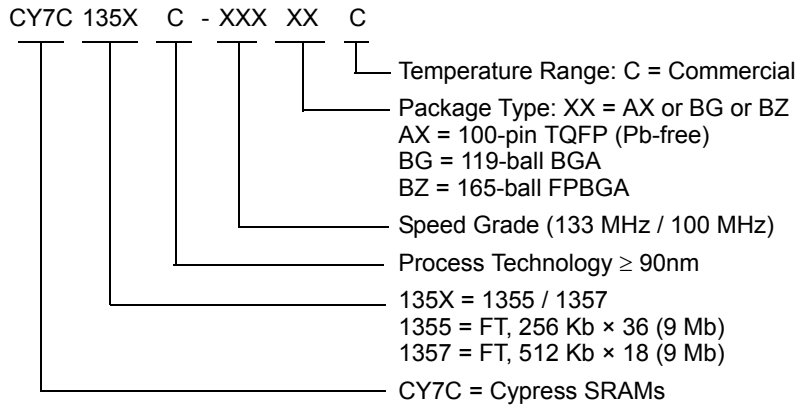 CY7C 135X C - XXX XX C
Temperature Range: C = Commercial
Package Type: XX = AX or BG or BZ
AX = 100-pin TQFP (Pb-free)
BG = 119-ball BGA
BZ = 165-ball FPBGA
Speed Grade (133 MHz / 100 MHz)
Process Technology ≥ 90nm
135X = 1355 / 1357
1355 = FT, 256 Kb × 36 (9 Mb)
1357 = FT, 512 Kb × 18 (9 Mb)
CY7C = Cypress SRAMs